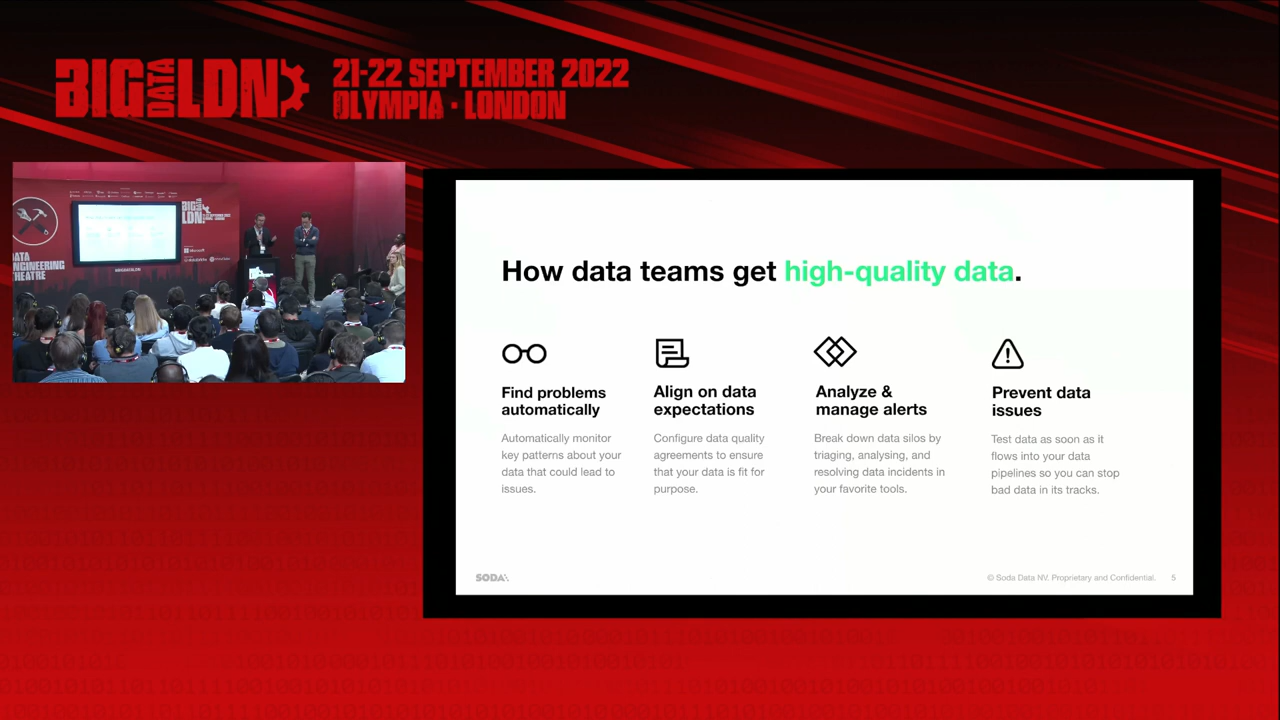 BIG DATA LDN
21-22 SEPTEMBER 2022
OLYMPIA · LONDON
DATA
ENGINEERING
THEATRE
BIG
LDN
How data teams get high-quality data.
Find problems
automatically
Automatically monitor
key patterns about your
data that could lead to
issues.
Align on data
expectations
Configure data quality
agreements to ensure
that your data is fit for
purpose.
Analyze &
manage alerts
Break down data silos by
triaging, analysing, and
resolving data incidents in
your favorite tools.
Prevent data
issues
Test data as soon as it
flows into your data
pipelines so you can stop
bad data in its tracks.
SODA
© Soda Data NV. Proprietary and Confidential.
5